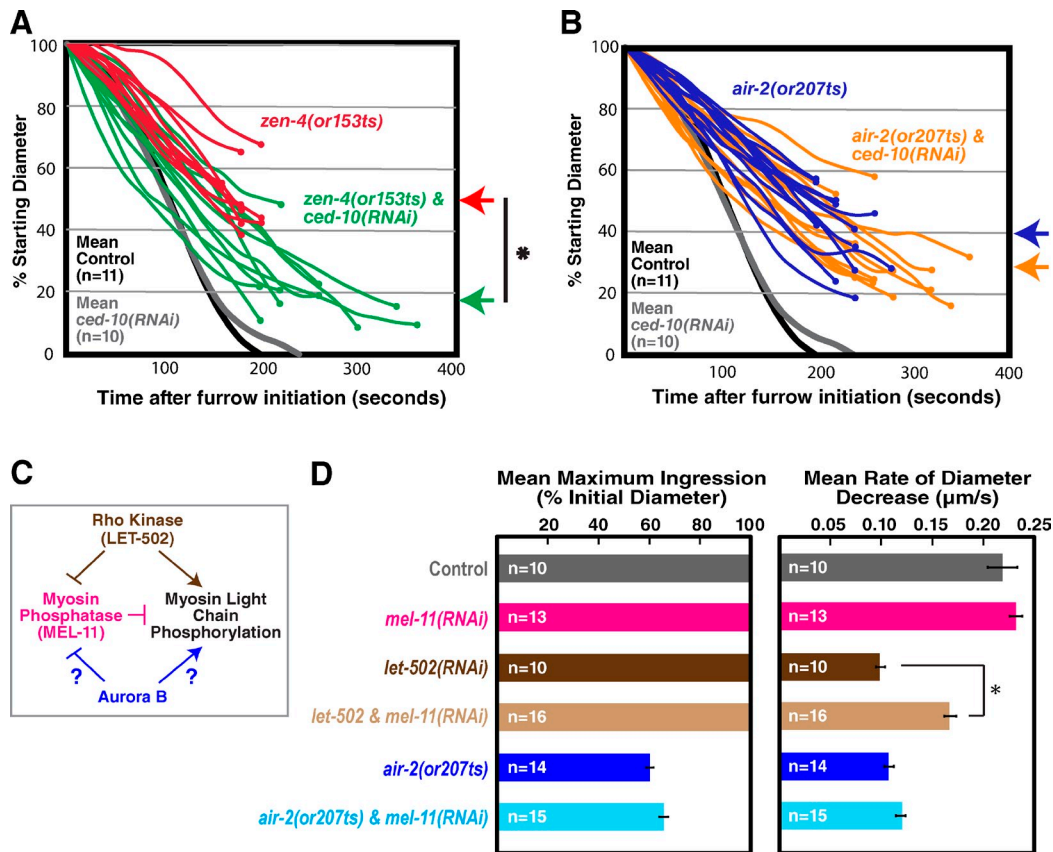 A
100
80
60
40
20
0
% Starting Diameter
zen-4(or153ts)
zen-4(or153ts) &
ced-10(RNAi)
*
Mean
Control
(n=11)
Mean
ced-10(RNAi)
(n=10)
100 200 300 400
Time after furrow initiation (seconds)
B
100
80
60
40
20
0
% Starting Diameter
air-2(or207ts)
air-2(or207ts) &
ced-10(RNAi)
Mean
Control
(n=11)
Mean
ced-10(RNAi)
(n=10)
100 200 300 400
Time after furrow initiation (seconds)
C
Rho Kinase
(LET-502)
Myosin
Phosphatase
(MEL-11)
Myosin Light
Chain
Phosphorylation
? ?
Aurora B
D
Mean Maximum Ingression
(% Initial Diameter)
20 40 60 80 100
Mean Rate of Diameter
Decrease (µm/s)
0.05 0.10 0.15 0.20 0.25
Control n=10 n=10
mel-11(RNAi) n=13 n=13
let-502(RNAi) n=10 n=10
*
let-502 & mel-11(RNAi) n=16 n=16
air-2(or207ts) n=14 n=14
air-2(or207ts) & mel-11(RNAi) n=15 n=15